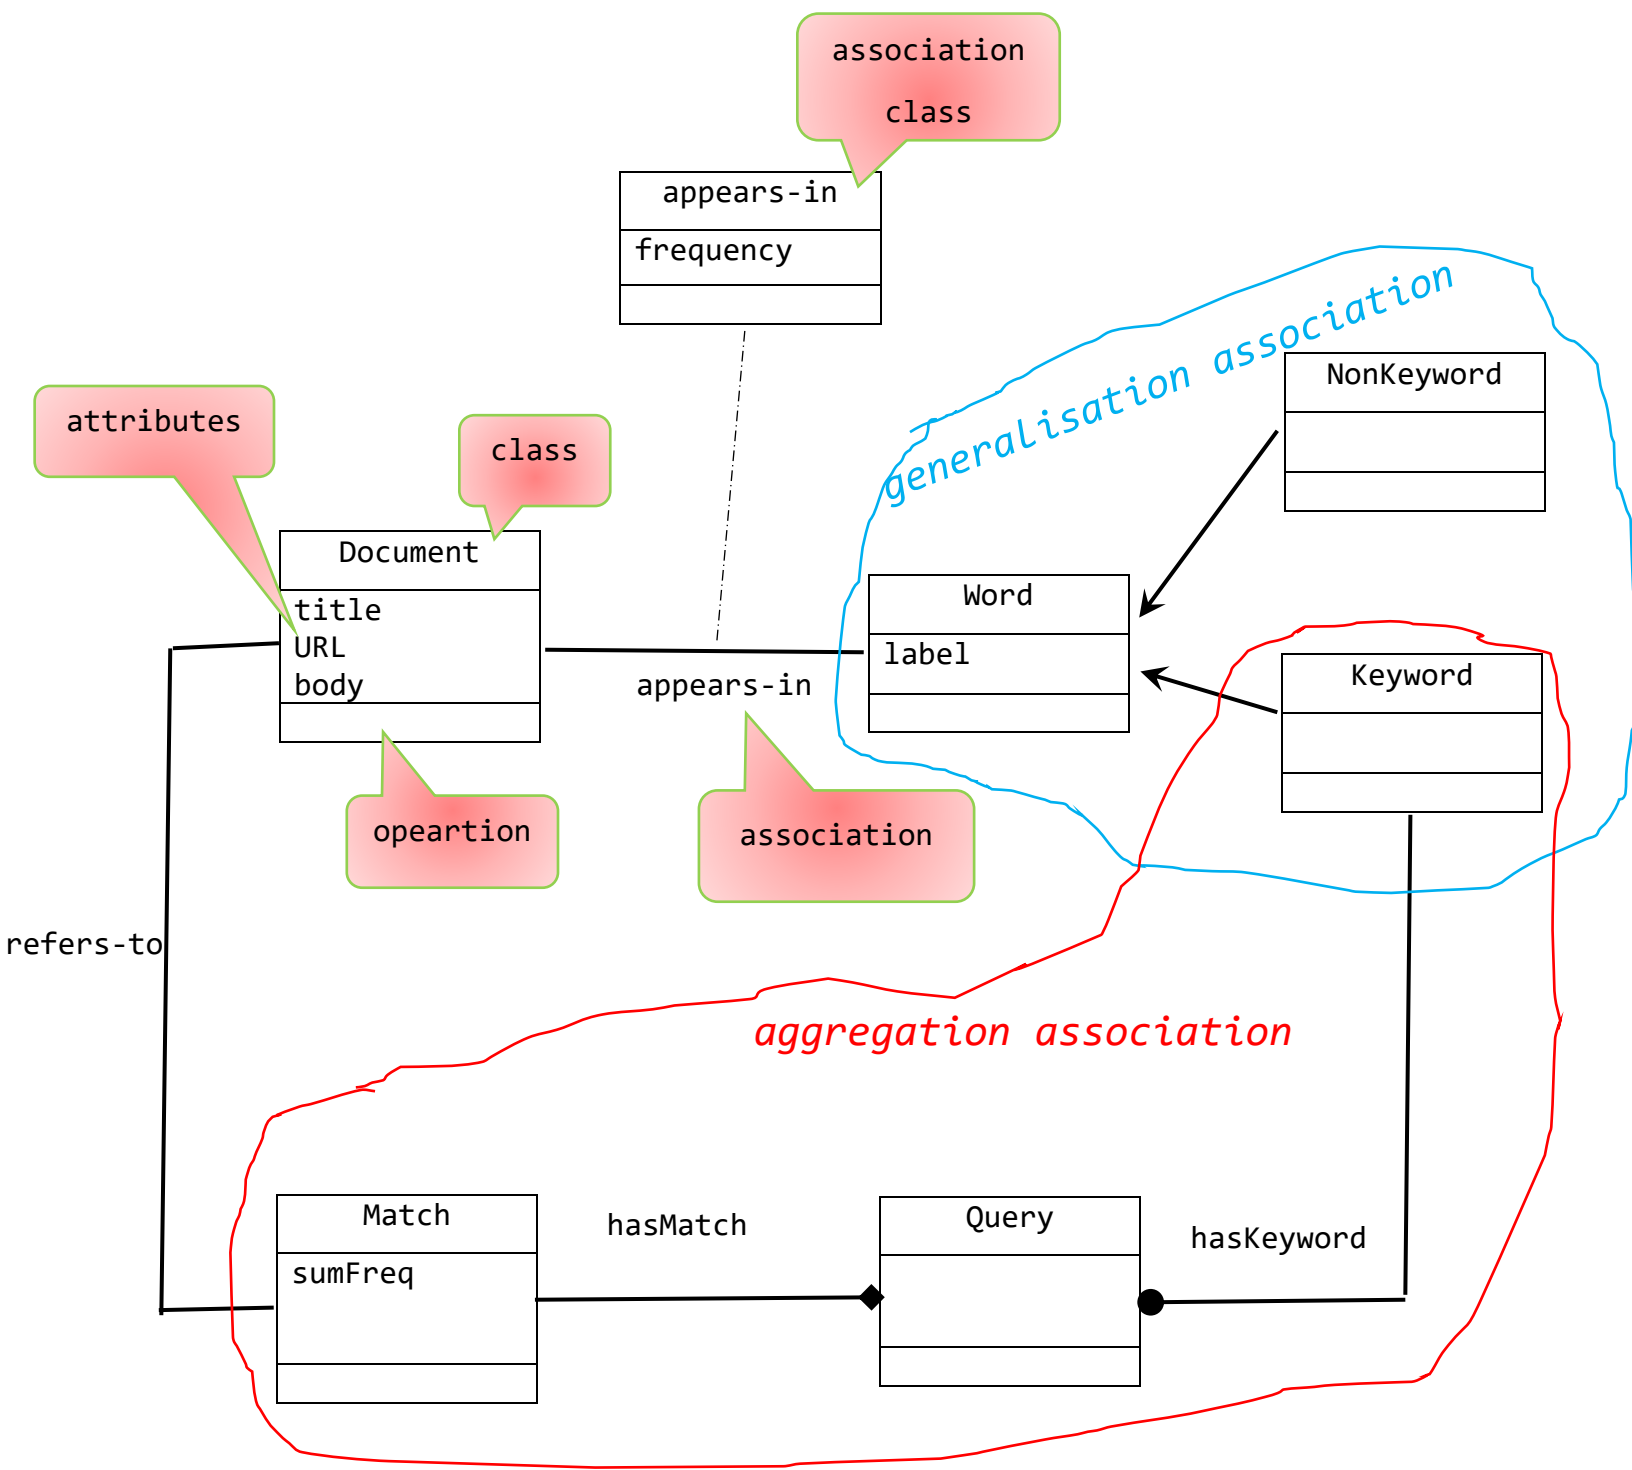 association
class
appears-in
frequency
generalisation association
NonKeyword
attributes
class
Document
title
URL
body
Word
label
appears-in
Keyword
opeartion
association
refers-to
aggregation association
Match
sumFreq
hasMatch
Query
hasKeyword